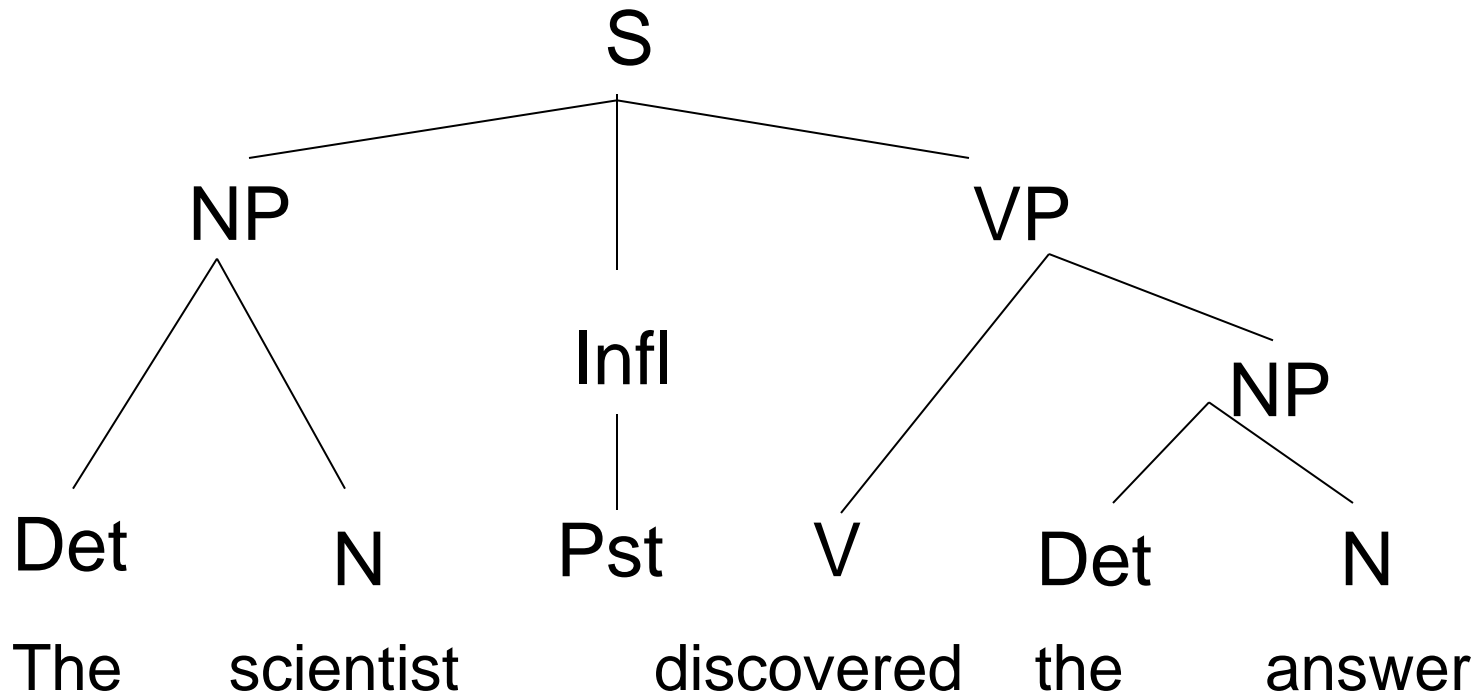 S
NP VP
Infl
NP
Det N Pst V Det N
The scientist discovered the answer